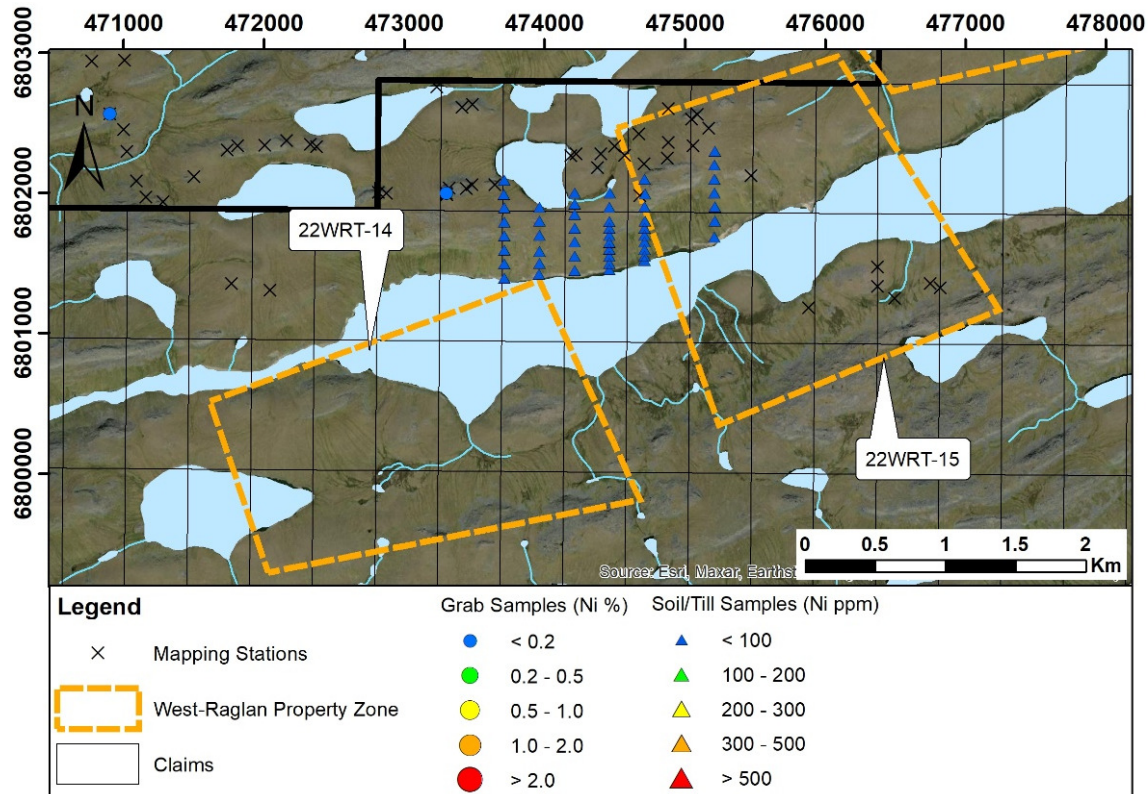 471000 472000 473000 474000 475000 476000 477000 478000
6803000
N
6802000
22WRT-14
6801000
6800000
22WRT-15
0 0.5 1 1.5 2
Km
Source: Esri, Maxar,
Legend
Mapping Stations
West-Raglan Property Zone
Claims
Grab Samples (Ni %)
< 0.2
0.2 - 0.5
0.5 - 1.0
1.0 - 2.0
> 2.0
Soil/Till Samples (Ni ppm)
< 100
100 - 200
200 - 300
300 - 500
> 500